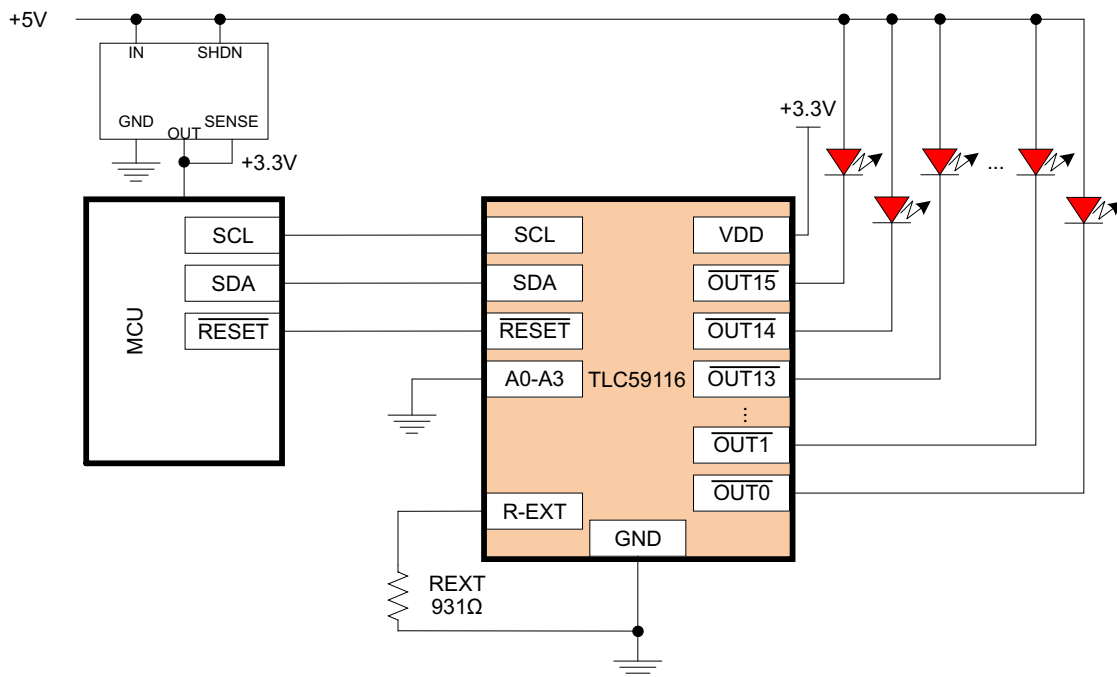 +5V
IN
SHDN
GND
OUT
SENSE
+3.3V
+3.3V
...
MCU
SCL
SDA
RESET
SCL
SDA
RESET
A0-A3
R-EXT
TLC59116
GND
VDD
OUT15
OUT14
OUT13
...
OUT1
OUT0
REXT
931Ω